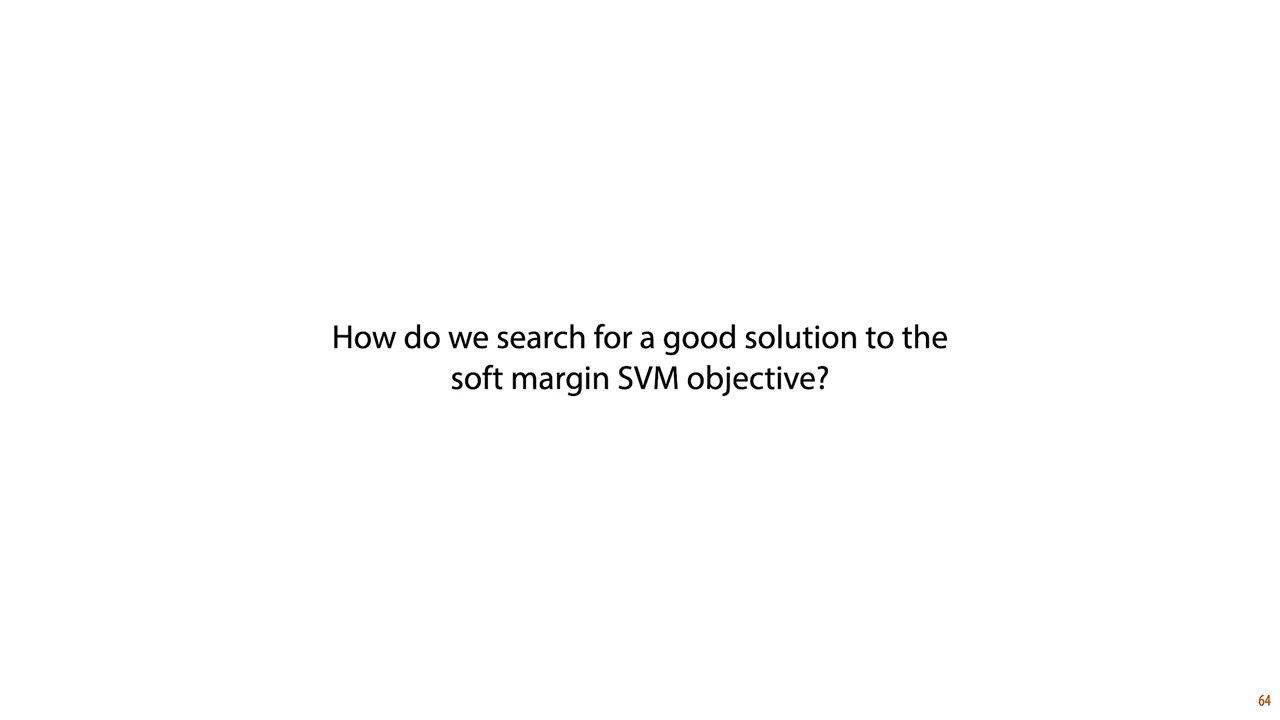 How do we search for a good solution to the
soft margin SVM objective?
64